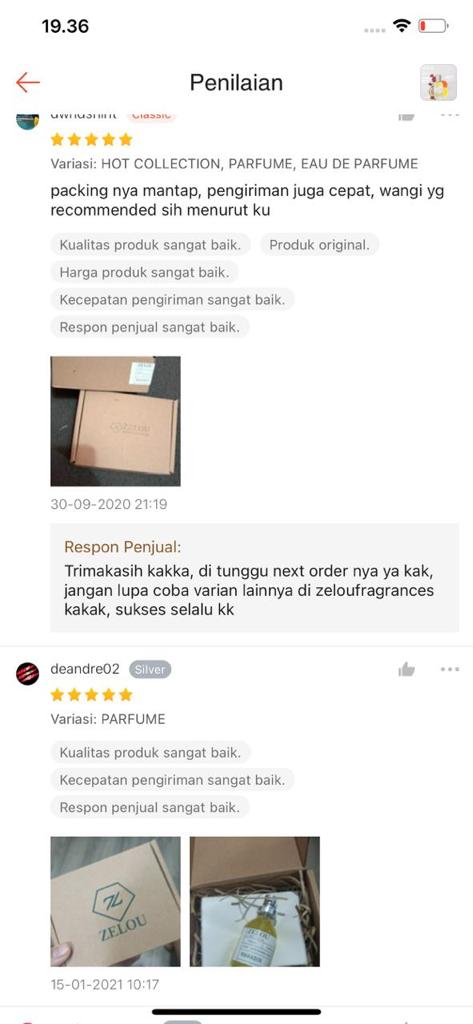 19.36
Penilaian
Classic
Variasi: HOT COLLECTION, PARFUME, EAU DE PARFUME
packing nya mantap, pengiriman juga cepat, wangi yg
recommended sih menurut ku
Kualitas produk sangat baik. Produk original.
Harga produk sangat baik.
Kecepatan pengiriman sangat baik.
Respon penjual sangat baik.
ZELOU
30-09-2020 21:19
Respon Penjual:
Trimakasih kakka, di tunggu next order nya ya kak,
jangan lupa coba varian lainnya di zeloufragrances
kakak, sukses selalu kk
deandre02 Silver
Variasi: PARFUME
Kualitas produk sangat baik.
Kecepatan pengiriman sangat baik.
Respon penjual sangat baik.
ZELOU
ZELOU
15-01-2021 10:17